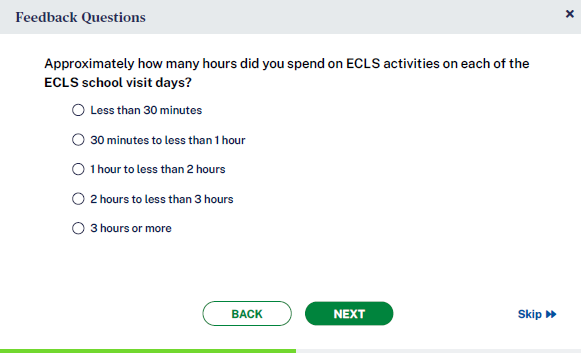 Feedback Questions
×
Approximately how many hours did you spend on ECLS activities on each of the
ECLS school visit days?
Less than 30 minutes
30 minutes to less than 1 hour
1 hour to less than 2 hours
2 hours to less than 3 hours
3 hours or more
BACK NEXT Skip